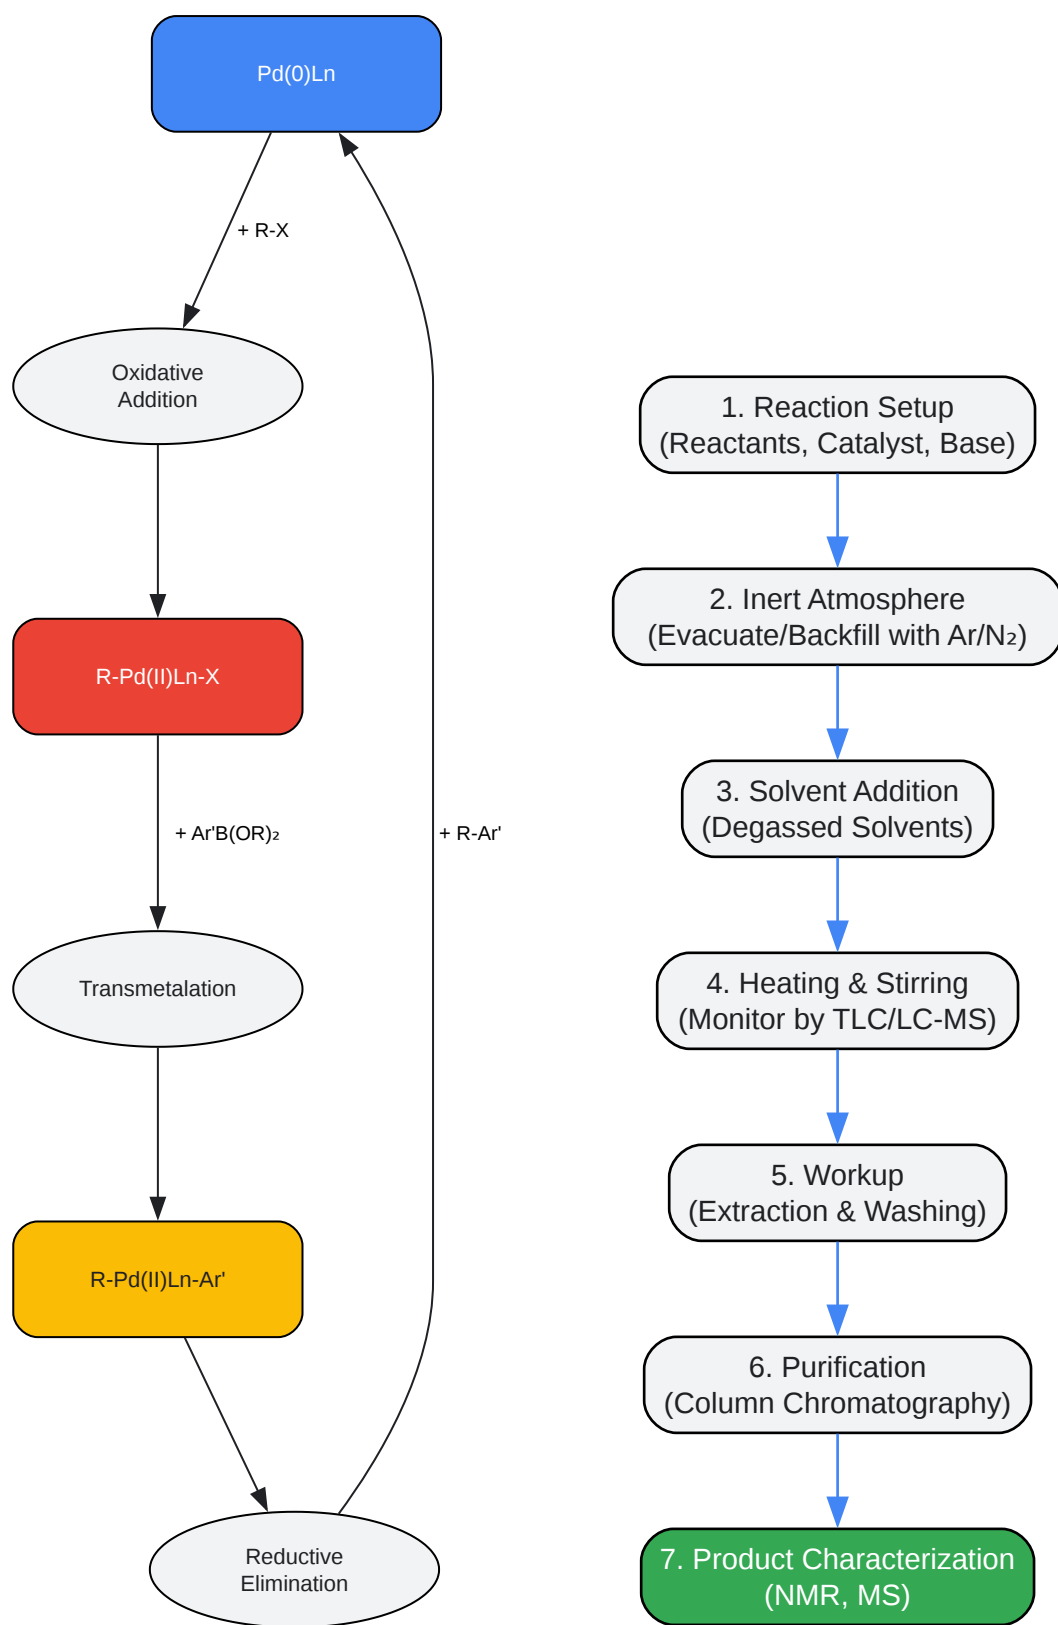 Pd(0)Ln
+ R-X
Oxidative
Addition
R-Pd(II)Ln-X
+ Ar'B(OR)₂
+ R-Ar'
Transmetalation
R-Pd(II)Ln-Ar'
Reductive
Elimination
1. Reaction Setup
(Reactants, Catalyst, Base)
2. Inert Atmosphere
(Evacuate/Backfill with Ar/N₂)
3. Solvent Addition
(Degassed Solvents)
4. Heating & Stirring
(Monitor by TLC/LC-MS)
5. Workup
(Extraction & Washing)
6. Purification
(Column Chromatography)
7. Product Characterization
(NMR, MS)